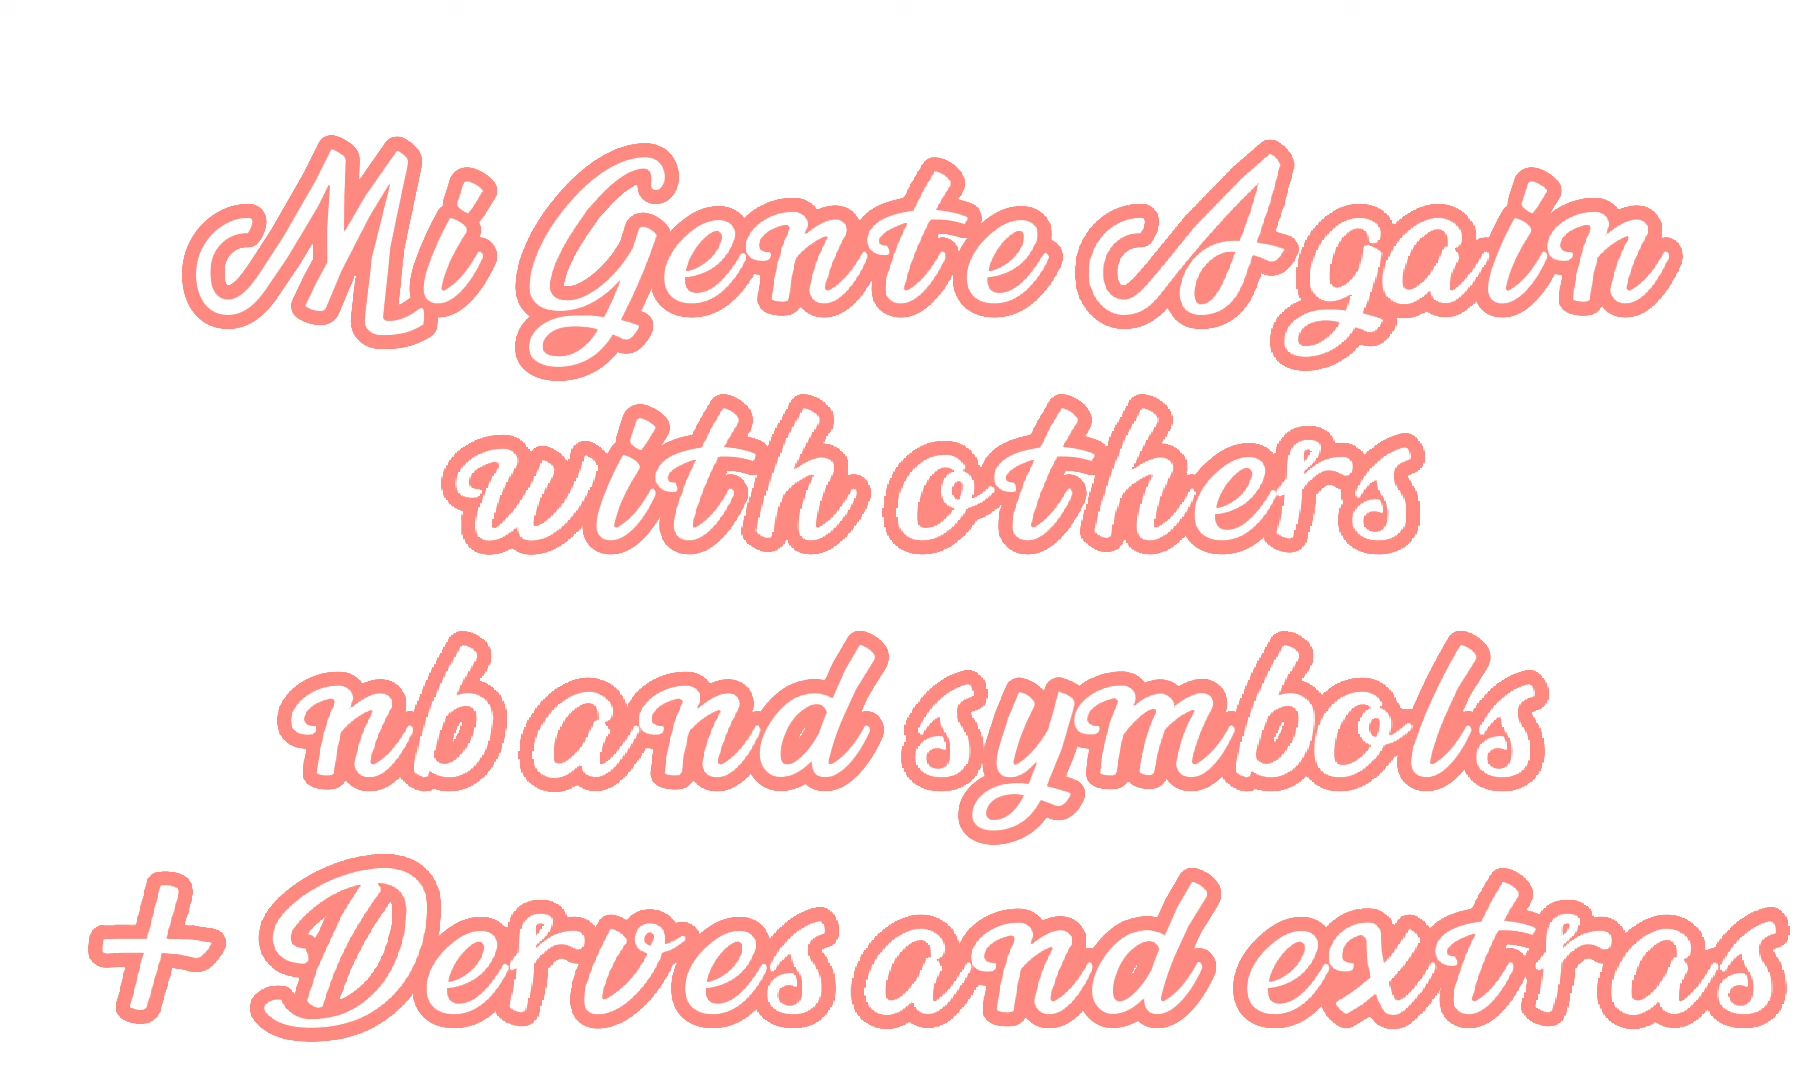 Mi Gente Again
with others
nb and symbols
+ Derves and extras